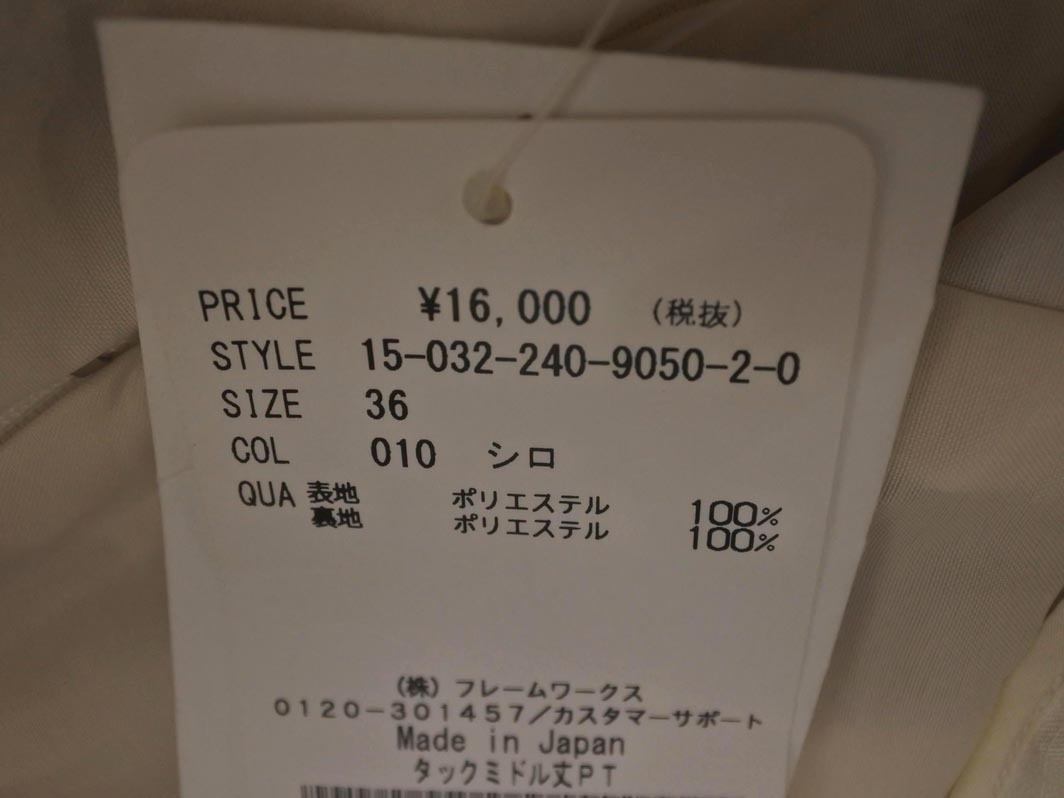 PRICE ¥16,000 (税抜)
STYLE 15-032-240-9050-2-0
SIZE 36
COL 010 シロ
QUA 表地 ポリエステル 100%
裏地 ポリエステル 100%
(株) フレームワークス
0120-301457/カスタマーサポート
Made in Japan
タックミドル丈PT